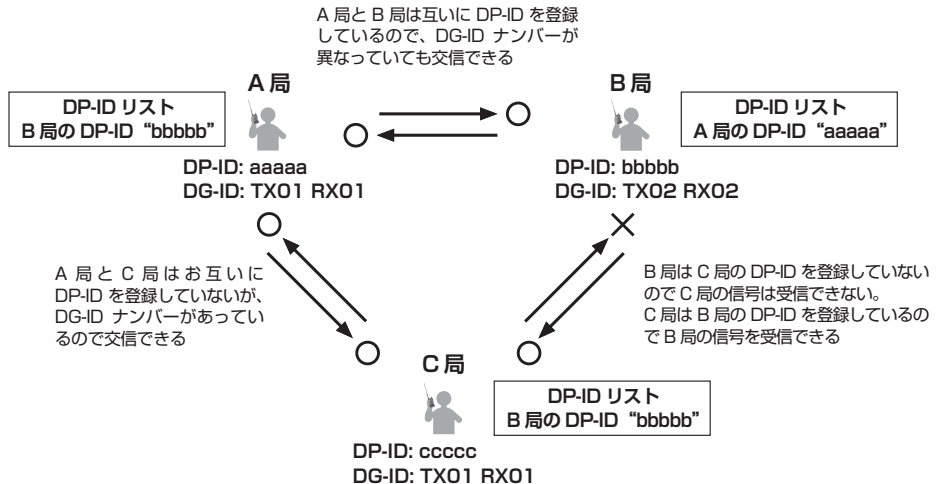 A 局と B 局は互いに DP-ID を登録
しているので、DG-ID ナンバーが
異なっていても交信できる
A 局
DP-ID リスト
B 局の DP-ID “bbbbb”
DP-ID: aaaaa
DG-ID: TX01 RX01
B 局
DP-ID リスト
A 局の DP-ID “aaaaa”
DP-ID: bbbbb
DG-ID: TX02 RX02
A 局と C 局はお互いに
DP-ID を登録していないが、
DG-ID ナンバーがあってい
るので交信できる
B 局は C 局の DP-ID を登録していない
ので C 局の信号は受信できない。
C 局は B 局の DP-ID を登録しているの
で B 局の信号を受信できる
C 局
DP-ID リスト
B 局の DP-ID “bbbbb”
DP-ID: ccccc
DG-ID: TX01 RX01